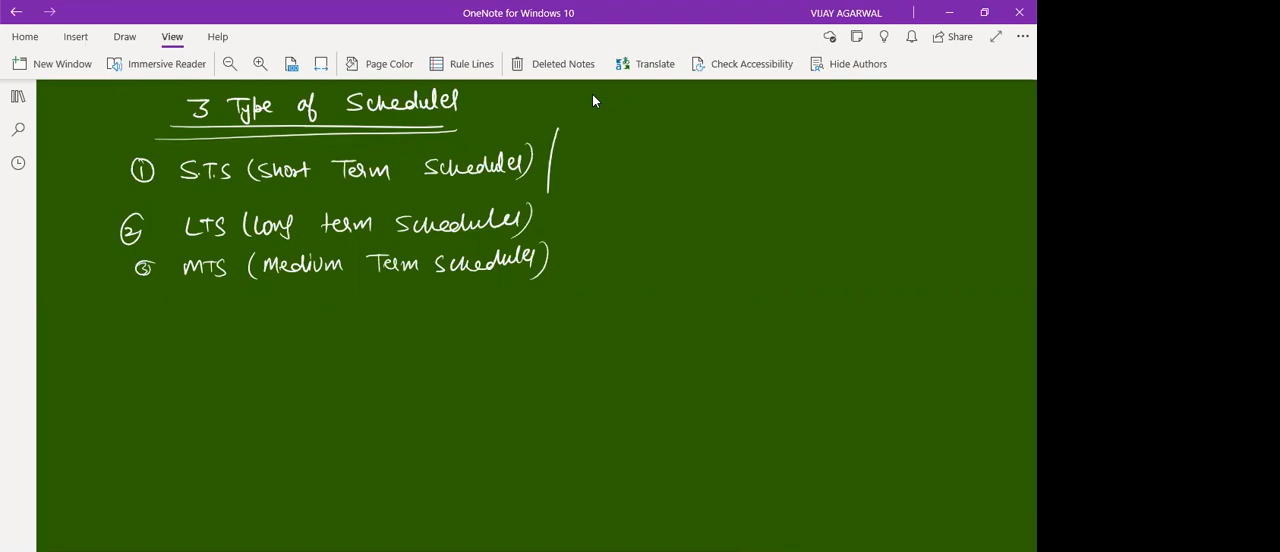 OneNote for Windows 10
VIJAY AGARWAL
Home Insert Draw View Help
Share
New Window Immersive Reader Page Color Rule Lines Deleted Notes Translate Check Accessibility Hide Authors
3 Type of Scheduler
① S.T.S (Short Term Scheduler)
② LTS (Long term Scheduler)
③ MTS (Medium Term Scheduler)